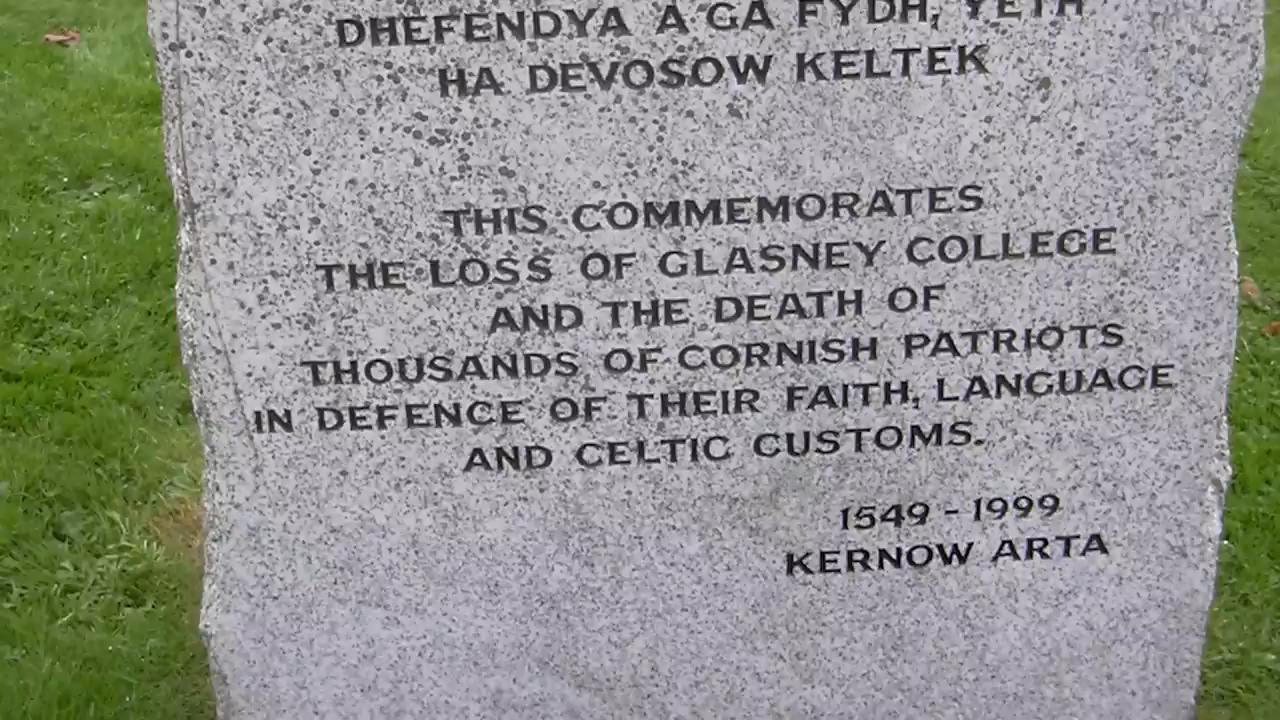 DHEFENDYA A GA FYDH, YETH
HA DEVOSOW KELTEK
THIS COMMEMORATES
THE LOSS OF GLASNEY COLLEGE
AND THE DEATH OF
THOUSANDS OF CORNISH PATRIOTS
IN DEFENCE OF THEIR FAITH, LANGUAGE
AND CELTIC CUSTOMS.
1549 - 1999
KERNOW ARTA